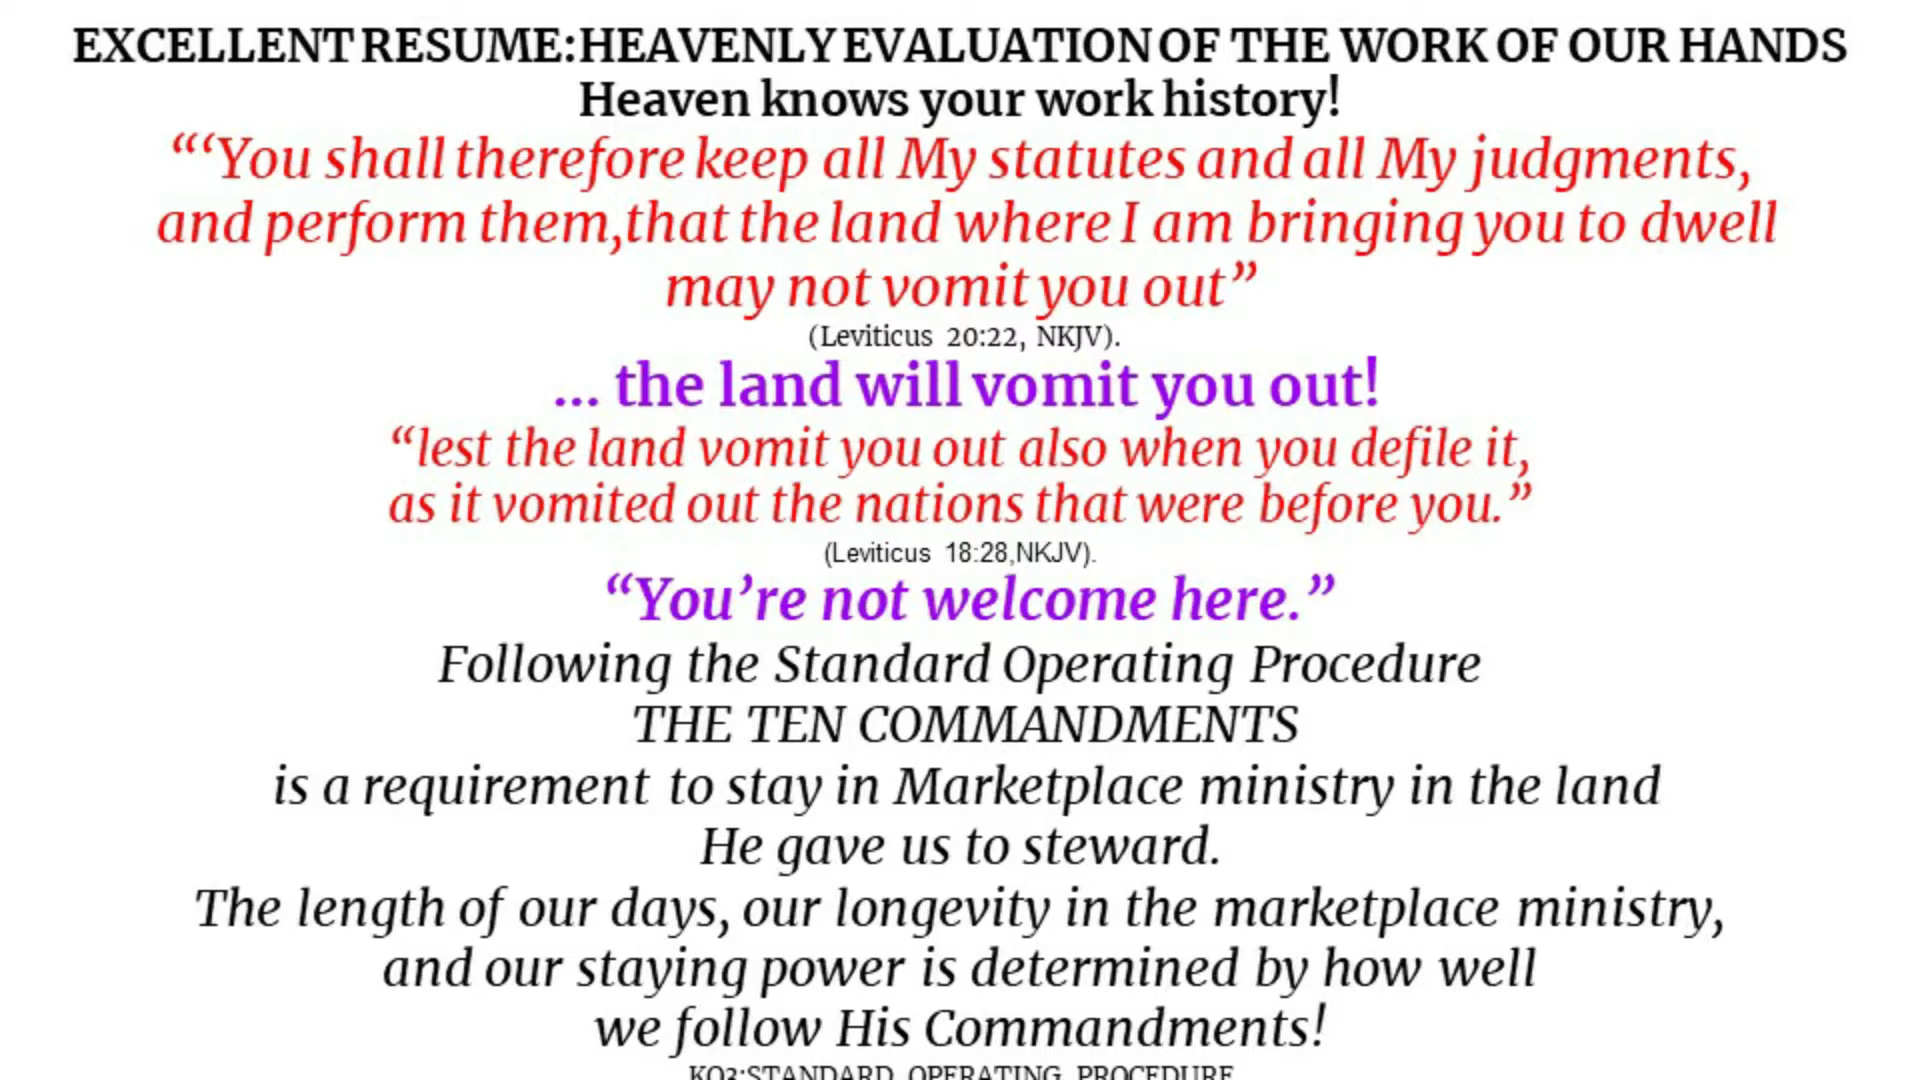 EXCELLENT RESUME: HEAVENLY EVALUATION OF THE WORK OF OUR HANDS
Heaven knows your work history!
“‘You shall therefore keep all My statutes and all My judgments,
and perform them, that the land where I am bringing you to dwell
may not vomit you out”
(Leviticus 20:22, NKJV).
... the land will vomit you out!
“lest the land vomit you out also when you defile it,
as it vomited out the nations that were before you.”
(Leviticus 18:28,NKJV).
“You’re not welcome here.”
Following the Standard Operating Procedure
THE TEN COMMANDMENTS
is a requirement to stay in Marketplace ministry in the land
He gave us to steward.
The length of our days, our longevity in the marketplace ministry,
and our staying power is determined by how well
we follow His Commandments!
STANDARD OPERATING PROCEDURE